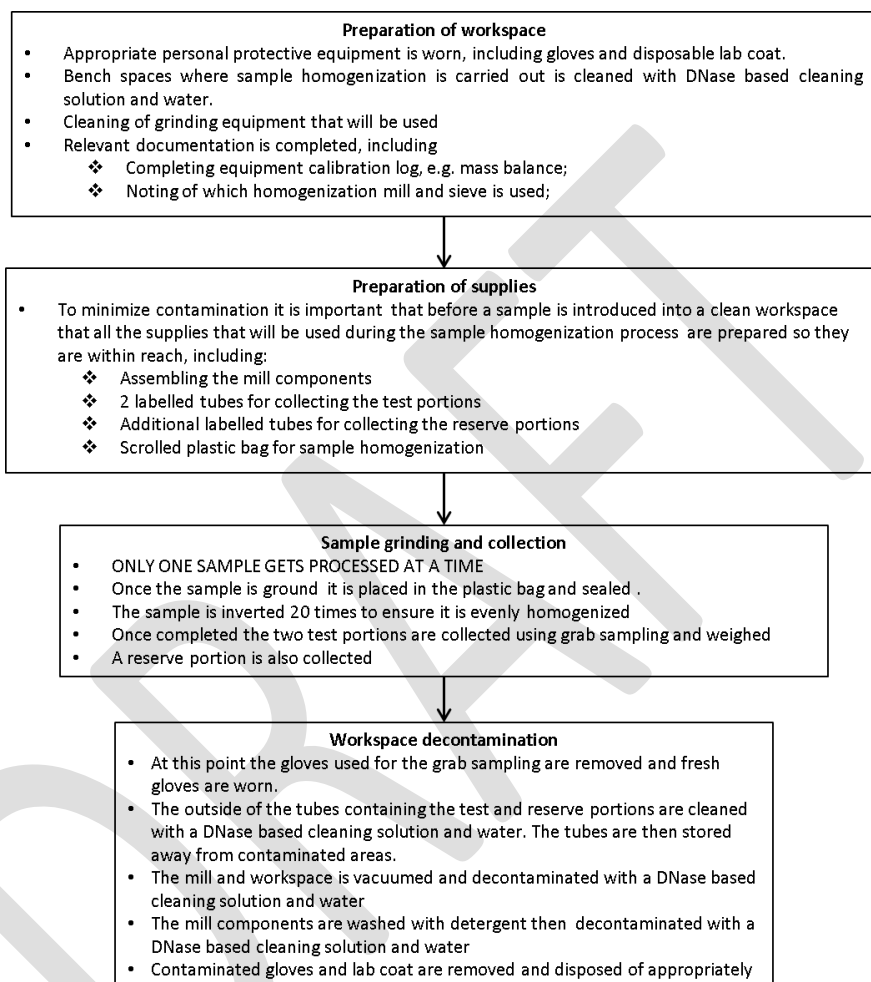 Preparation of workspace
• Appropriate personal protective equipment is worn, including gloves and disposable lab coat.
• Bench spaces where sample homogenization is carried out is cleaned with DNase based cleaning
solution and water.
• Cleaning of grinding equipment that will be used
• Relevant documentation is completed, including
❖ Completing equipment calibration log, e.g. mass balance;
❖ Noting of which homogenization mill and sieve is used;
Preparation of supplies
• To minimize contamination it is important that before a sample is introduced into a clean workspace
that all the supplies that will be used during the sample homogenization process are prepared so they
are within reach, including:
❖ Assembling the mill components
❖ 2 labelled tubes for collecting the test portions
❖ Additional labelled tubes for collecting the reserve portions
❖ Scrolled plastic bag for sample homogenization
Sample grinding and collection
• ONLY ONE SAMPLE GETS PROCESSED AT A TIME
• Once the sample is ground it is placed in the plastic bag and sealed .
• The sample is inverted 20 times to ensure it is evenly homogenized
• Once completed the two test portions are collected using grab sampling and weighed
• A reserve portion is also collected
Workspace decontamination
• At this point the gloves used for the grab sampling are removed and fresh
gloves are worn.
• The outside of the tubes containing the test and reserve portions are cleaned
with a DNase based cleaning solution and water. The tubes are then stored
away from contaminated areas.
• The mill and workspace is vacuumed and decontaminated with a DNase based
cleaning solution and water
• The mill components are washed with detergent then decontaminated with a
DNase based cleaning solution and water
• Contaminated gloves and lab coat are removed and disposed of appropriately
DRAFT